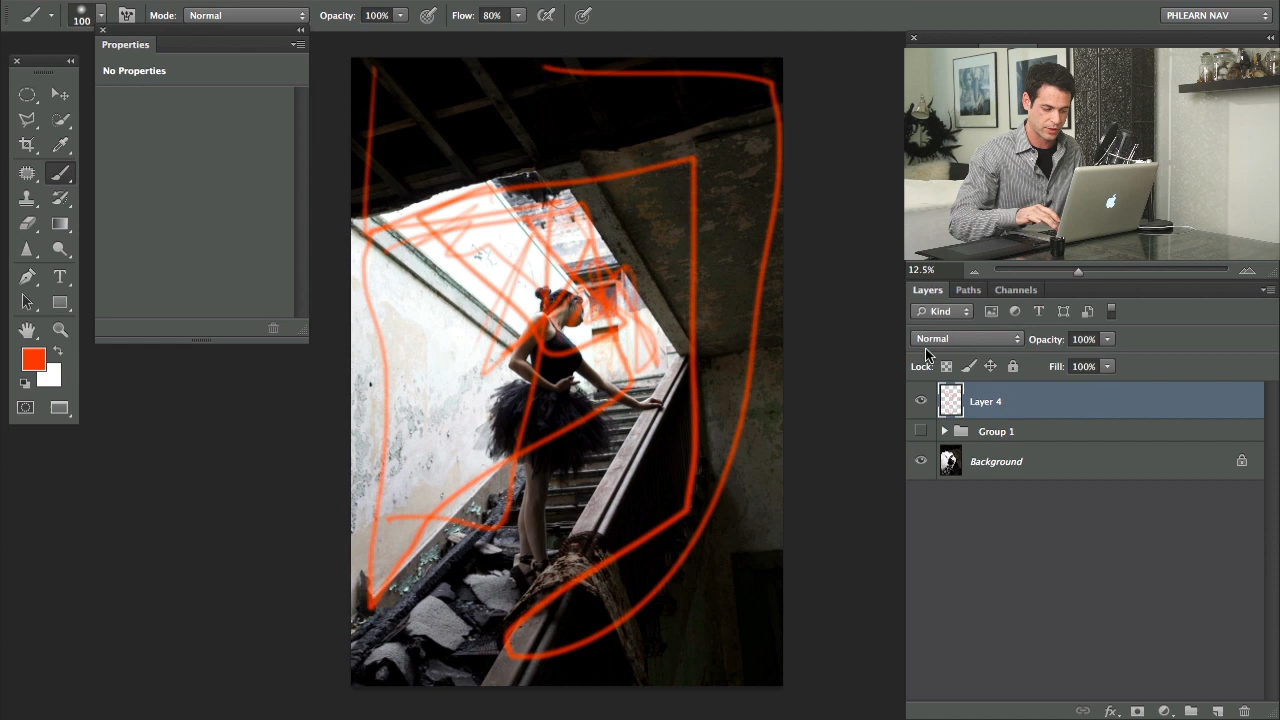 100 Mode: Normal Opacity: 100% Flow: 80% PHLEARN NAV
Properties
No Properties
12.5%
Layers Paths Channels
Kind
Normal Opacity: 100%
Lock: Fill: 100%
Layer 4
Group 1
Background
fx